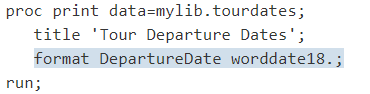 proc print data=mylib.tourdates;
   title 'Tour Departure Dates';
   format DepartureDate worddate18.;
run;